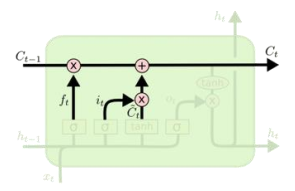 h_t
C_{t-1} × + C_t
tanh
f_t i_t C̃_t o_t ×
×
σ σ tanh σ
h_{t-1} h_t
x_t